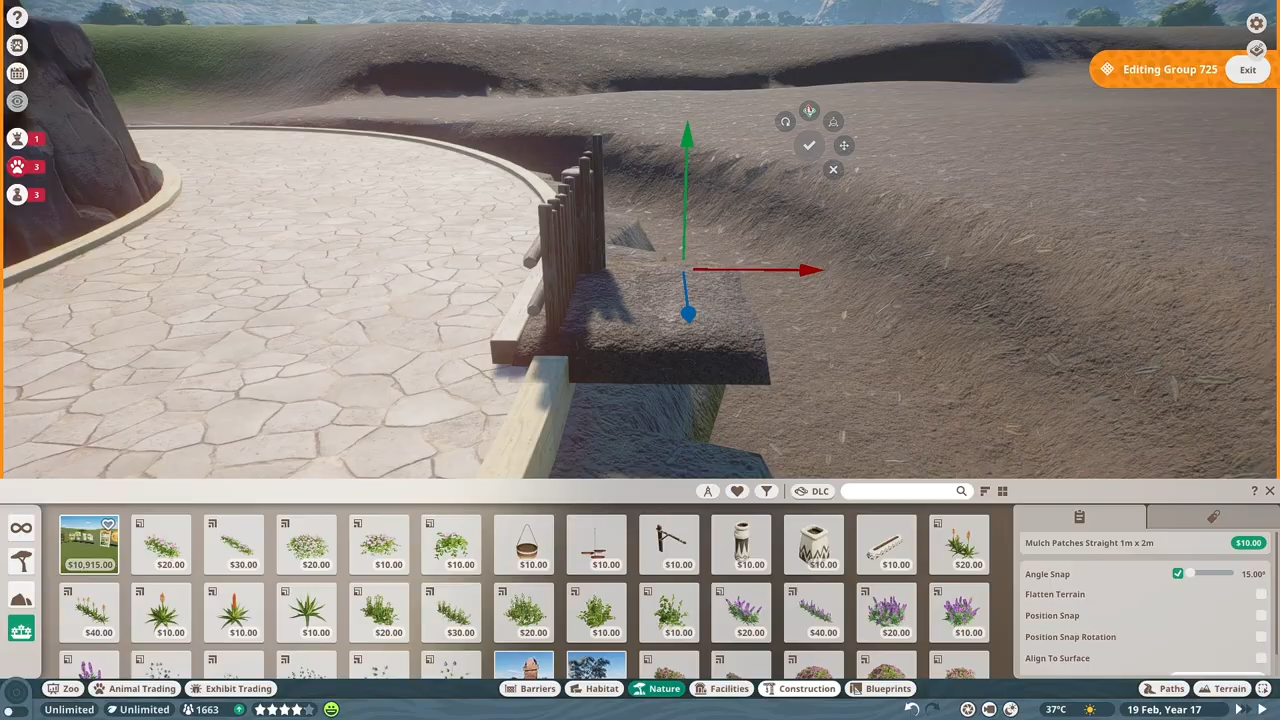 ?
Editing Group 725
Exit
1
3
3
DLC
?
$10,915.00
$20.00
$30.00
$20.00
$10.00
$10.00
$10.00
$10.00
$10.00
$10.00
$10.00
$10.00
$20.00
$40.00
$10.00
$10.00
$10.00
$20.00
$30.00
$20.00
$10.00
$10.00
$20.00
$40.00
$20.00
$10.00
Mulch Patches Straight 1m x 2m
$10.00
Angle Snap
15.00°
Flatten Terrain
Position Snap
Position Snap Rotation
Align To Surface
Zoo
Animal Trading
Exhibit Trading
Barriers
Habitat
Nature
Facilities
Construction
Blueprints
Paths
Terrain
Unlimited
Unlimited
1663
37°C
19 Feb, Year 17